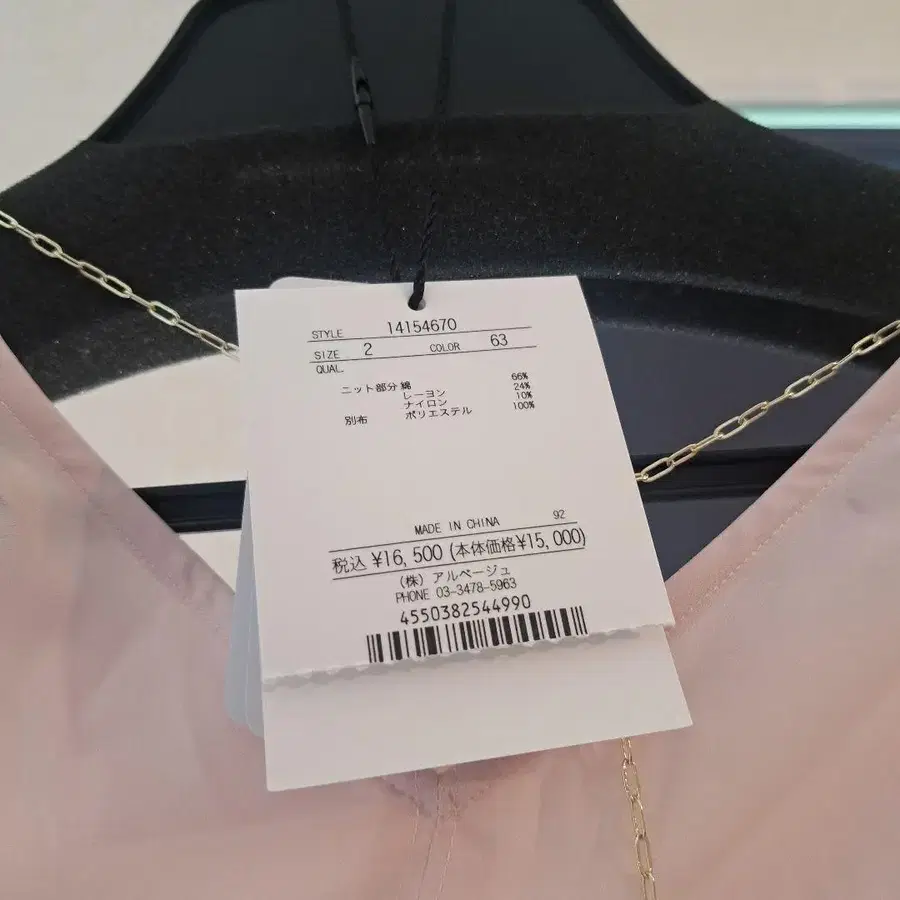 STYLE 14154670
SIZE 2 COLOR 63
QUAL.
ニット部分 綿 66%
レーヨン 24%
ナイロン 10%
別布 ポリエステル 100%
MADE IN CHINA 92
税込 ¥16,500 (本体価格¥15,000)
(株) アルページュ
PHONE 03-3478-5963
4550382544990